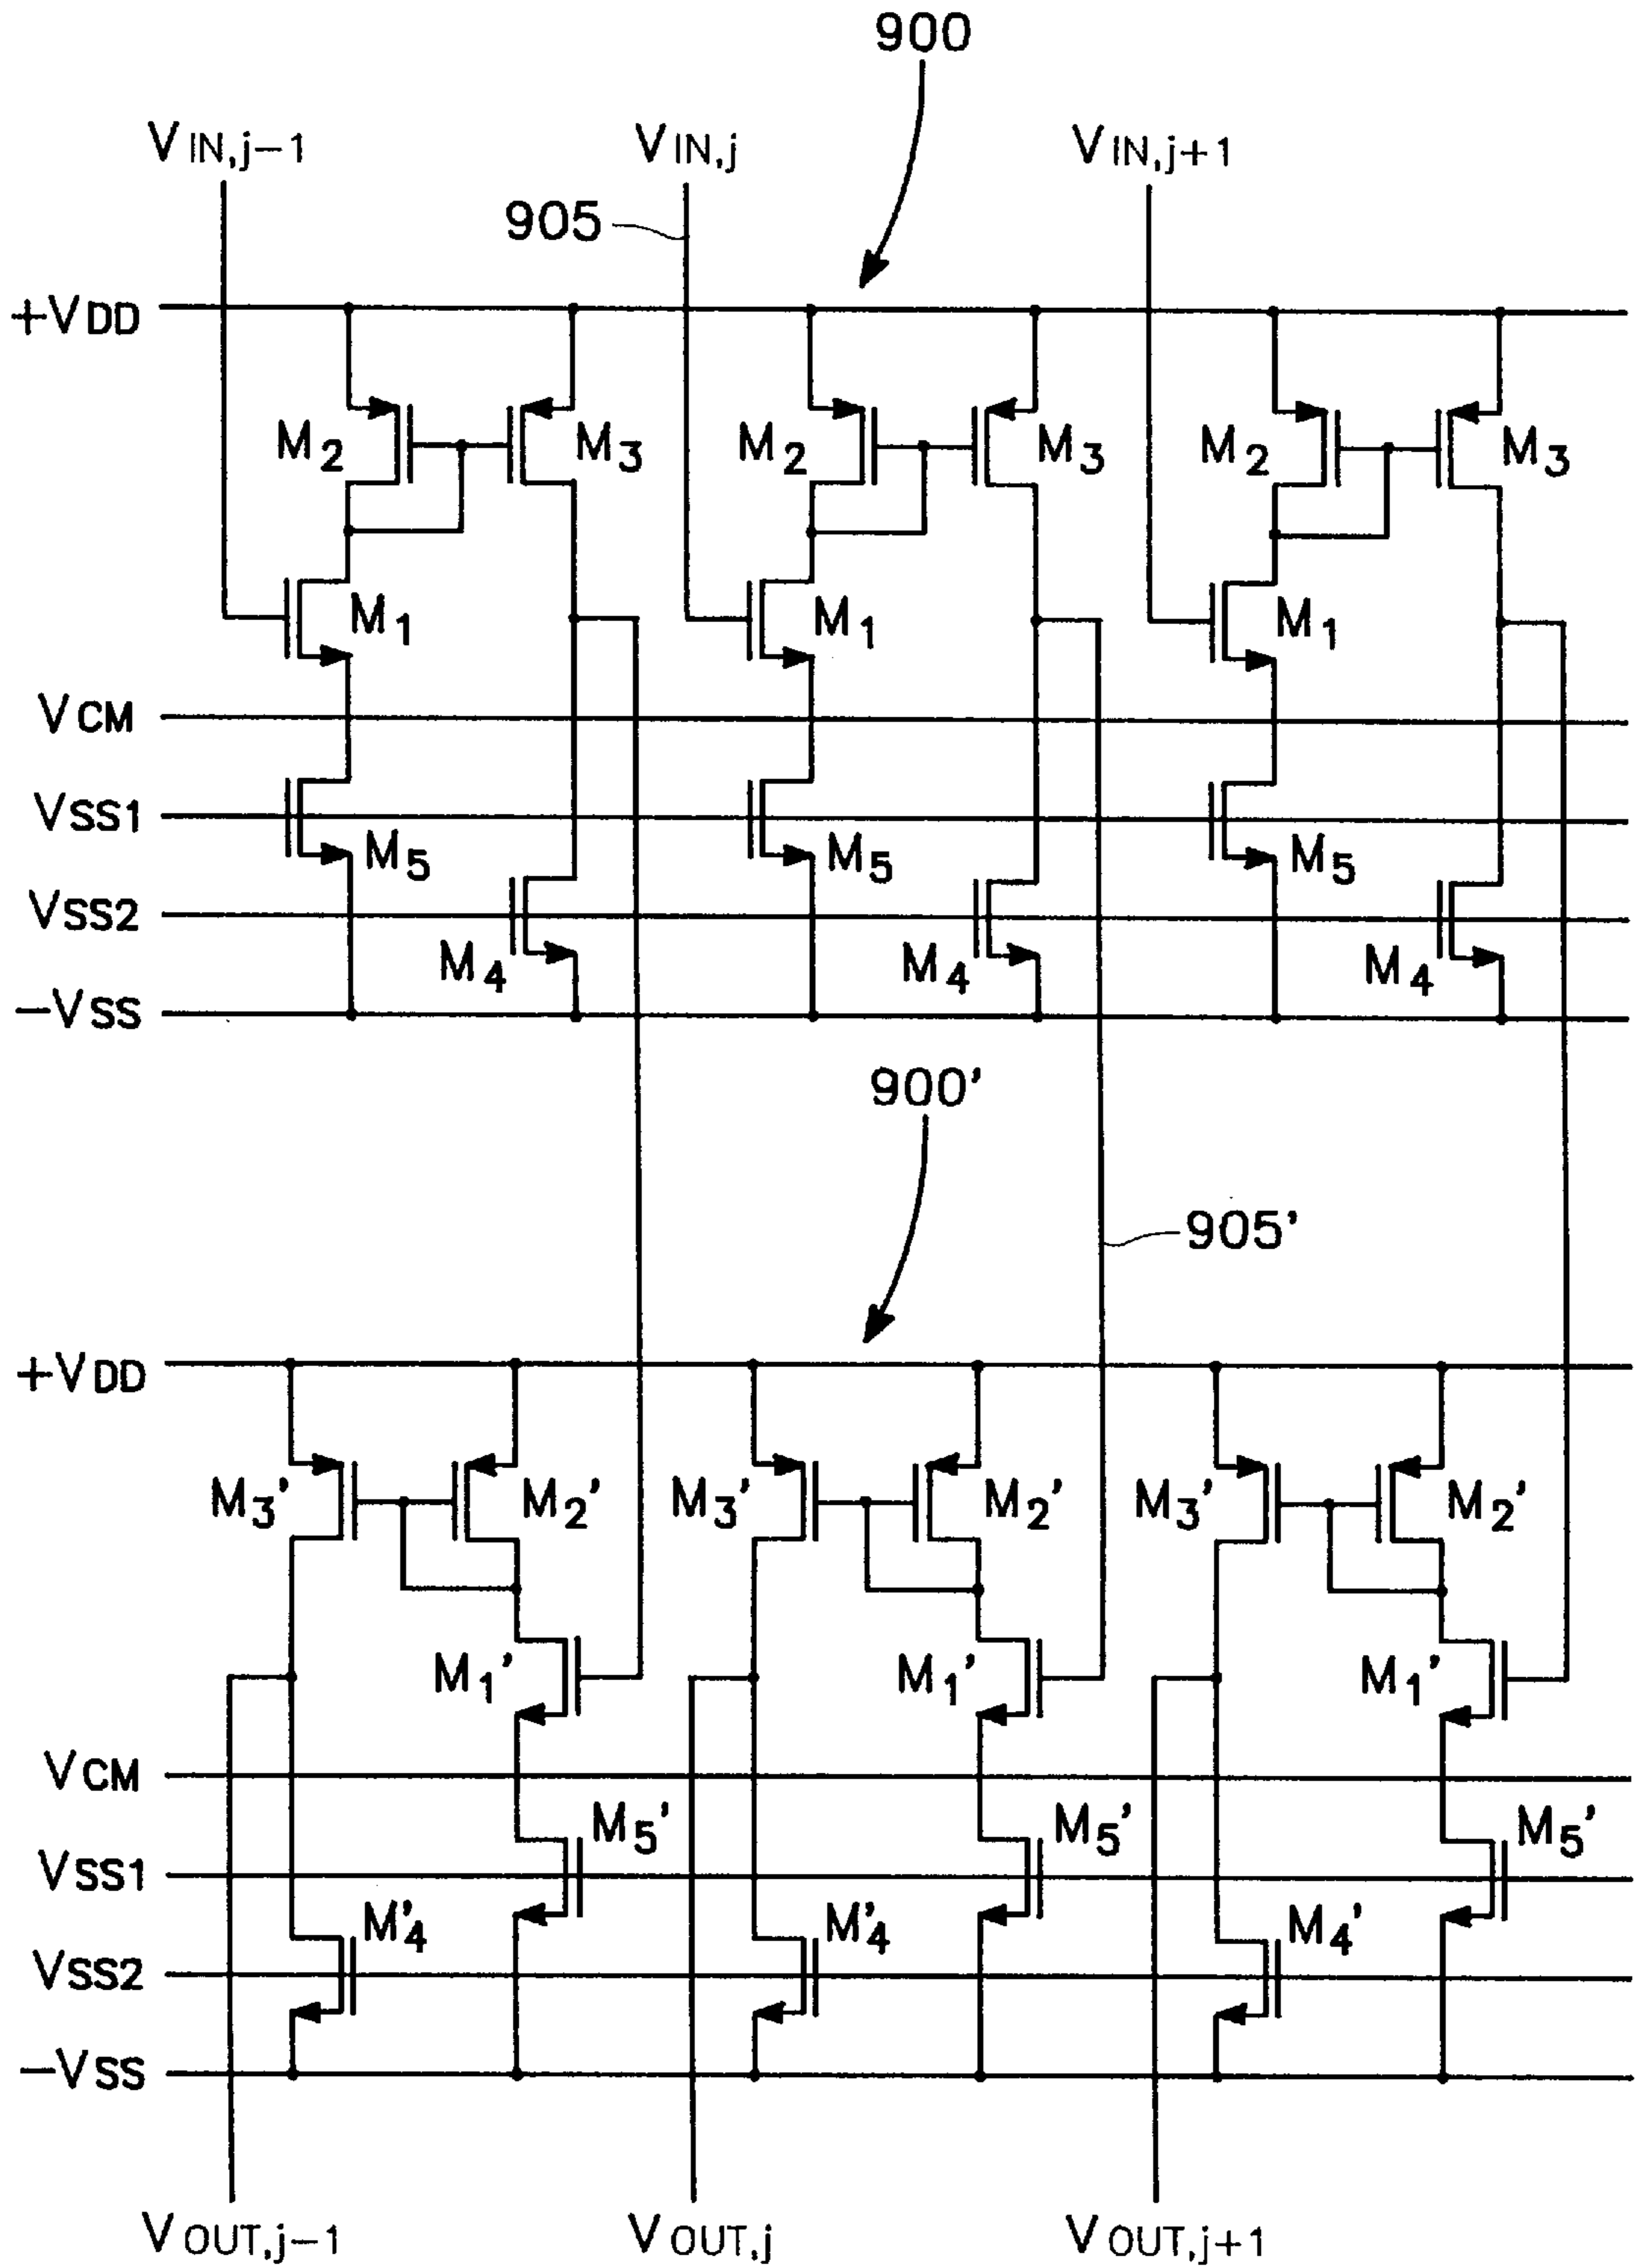 900
VIN,j−1 VIN,j VIN,j+1
905
+VDD
M2 M3 M2 M3 M2 M3
M1 M1 M1
VCM
VSS1
M5 M5 M5
VSS2
M4 M4 M4
−VSS
900'
905'
+VDD
M3' M2' M3' M2' M3' M2'
M1' M1' M1'
VCM
M5' M5' M5'
VSS1
M'4 M'4 M4'
VSS2
−VSS
VOUT,j−1 VOUT,j VOUT,j+1